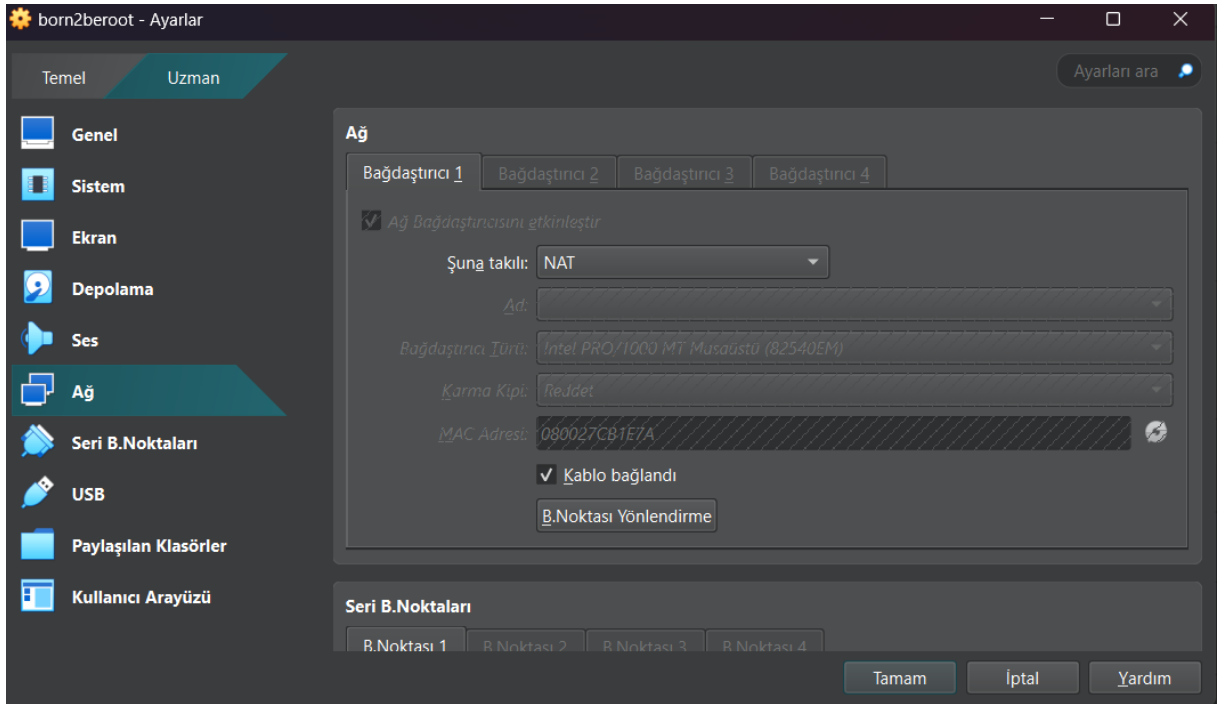 born2beroot - Ayarlar
Temel
Uzman
Ayarları ara
Genel
Sistem
Ekran
Depolama
Ses
Ağ
Seri B.Noktaları
USB
Paylaşılan Klasörler
Kullanıcı Arayüzü
Ağ
Bağdaştırıcı 1
Bağdaştırıcı 2
Bağdaştırıcı 3
Bağdaştırıcı 4
Ağ Bağdaştırıcısını etkinleştir
Şuna takılı: NAT
Ad:
Bağdaştırıcı Türü: Intel PRO/1000 MT Masaüstü (82540EM)
Karma Kipi: Reddet
MAC Adresi: 080027CB1E7A
Kablo bağlandı
B.Noktası Yönlendirme
Seri B.Noktaları
B.Noktası 1
B.Noktası 2
B.Noktası 3
B.Noktası 4
Tamam
İptal
Yardım